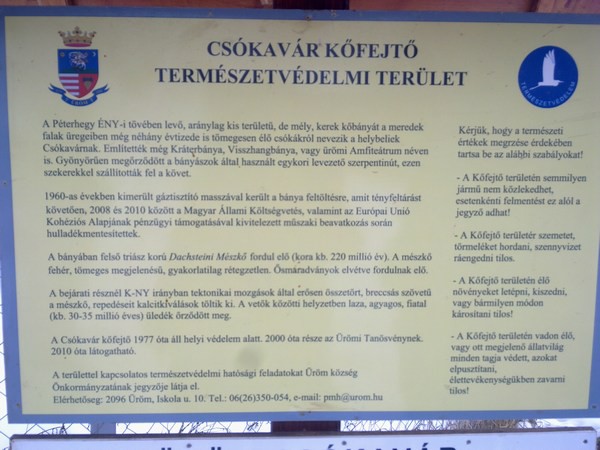 CSÓKAVÁR KŐFEJTŐ
TERMÉSZETVÉDELMI TERÜLET
ÜRÖM
TERMÉSZETVÉDELEM
A Péterhegy ÉNY-i tövében levő, aránylag kis területű, de mély, kerek kőbányát a meredek
falak üregeiben még néhány évtizede is tömegesen élő csókákról nevezik a helybeliek
Csókavárnak. Említették még Kráterbánya, Visszhangbánya, vagy ürömi Amfiteátrum néven
is. Gyönyörűen megőrződött a bányászok által használt egykori levezető szerpentinút, ezen
szekerekkel szállították fel a követ.
1960-as években kimerült gáztisztító masszával került a bánya feltöltésre, amit tényfeltárást
követően, 2008 és 2010 között a Magyar Állami Költségvetés, valamint az Európai Unió
Kohéziós Alapjának pénzügyi támogatásával kivitelezett műszaki beavatkozás során
hulladékmentesítettek.
A bányában felső triász korú Dachsteini Mészkő fordul elő (kora kb. 220 millió év). A mészkő
fehér, tömeges megjelenésű, gyakorlatilag rétegzetlen. Ősmaradványok elvétve fordulnak elő.
A bejárati résznél K-NY irányban tektonikai mozgások által erősen összetört, breccsás szövetű
a mészkő, repedéseit kalcitkiválások töltik ki. A vetők közötti helyzetben laza, agyagos, fiatal
(kb. 30-35 millió éves) üledék őrződött meg.
A Csókavár kőfejtő 1977 óta áll helyi védelem alatt. 2000 óta része az Ürömi Tanösvénynek.
2010 óta látogatható.
A területtel kapcsolatos természetvédelmi hatósági feladatokat Üröm község
Önkormányzatának jegyzője látja el.
Elérhetőség: 2096 Üröm, Iskola u. 10. Tel.: 06(26)350-054, e-mail: pmh@urom.hu
Kérjük, hogy a természeti
értékek megőrzése érdekében
tartsa be az alábbi szabályokat!
- A Kőfejtő területén semmilyen
jármű nem közlekedhet,
esetenkénti felmentést ez alól a
jegyző adhat!
- A Kőfejtő területér szemetet,
törmeléket hordani, szennyvizet
ráengedni tilos.
- A Kőfejtő területén élő
növényeket letépni, kiszedni,
vagy bármilyen módon
károsítani tilos!
- A Kőfejtő területén vadon élő,
vagy ott megjelenő állatvilág
minden tagja védett, azokat
elpusztítani,
élettevékenységükben zavarni
tilos!